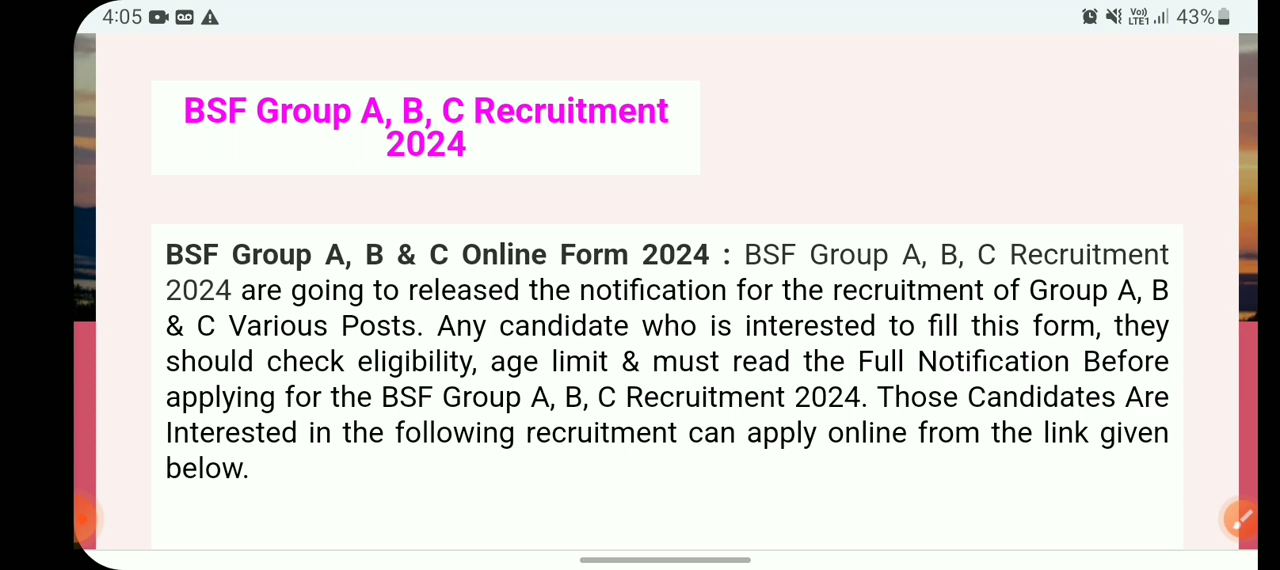 4:05
Vo)) LTE1 43%
BSF Group A, B, C Recruitment
2024
BSF Group A, B & C Online Form 2024 : BSF Group A, B, C Recruitment
2024 are going to released the notification for the recruitment of Group A, B
& C Various Posts. Any candidate who is interested to fill this form, they
should check eligibility, age limit & must read the Full Notification Before
applying for the BSF Group A, B, C Recruitment 2024. Those Candidates Are
Interested in the following recruitment can apply online from the link given
below.